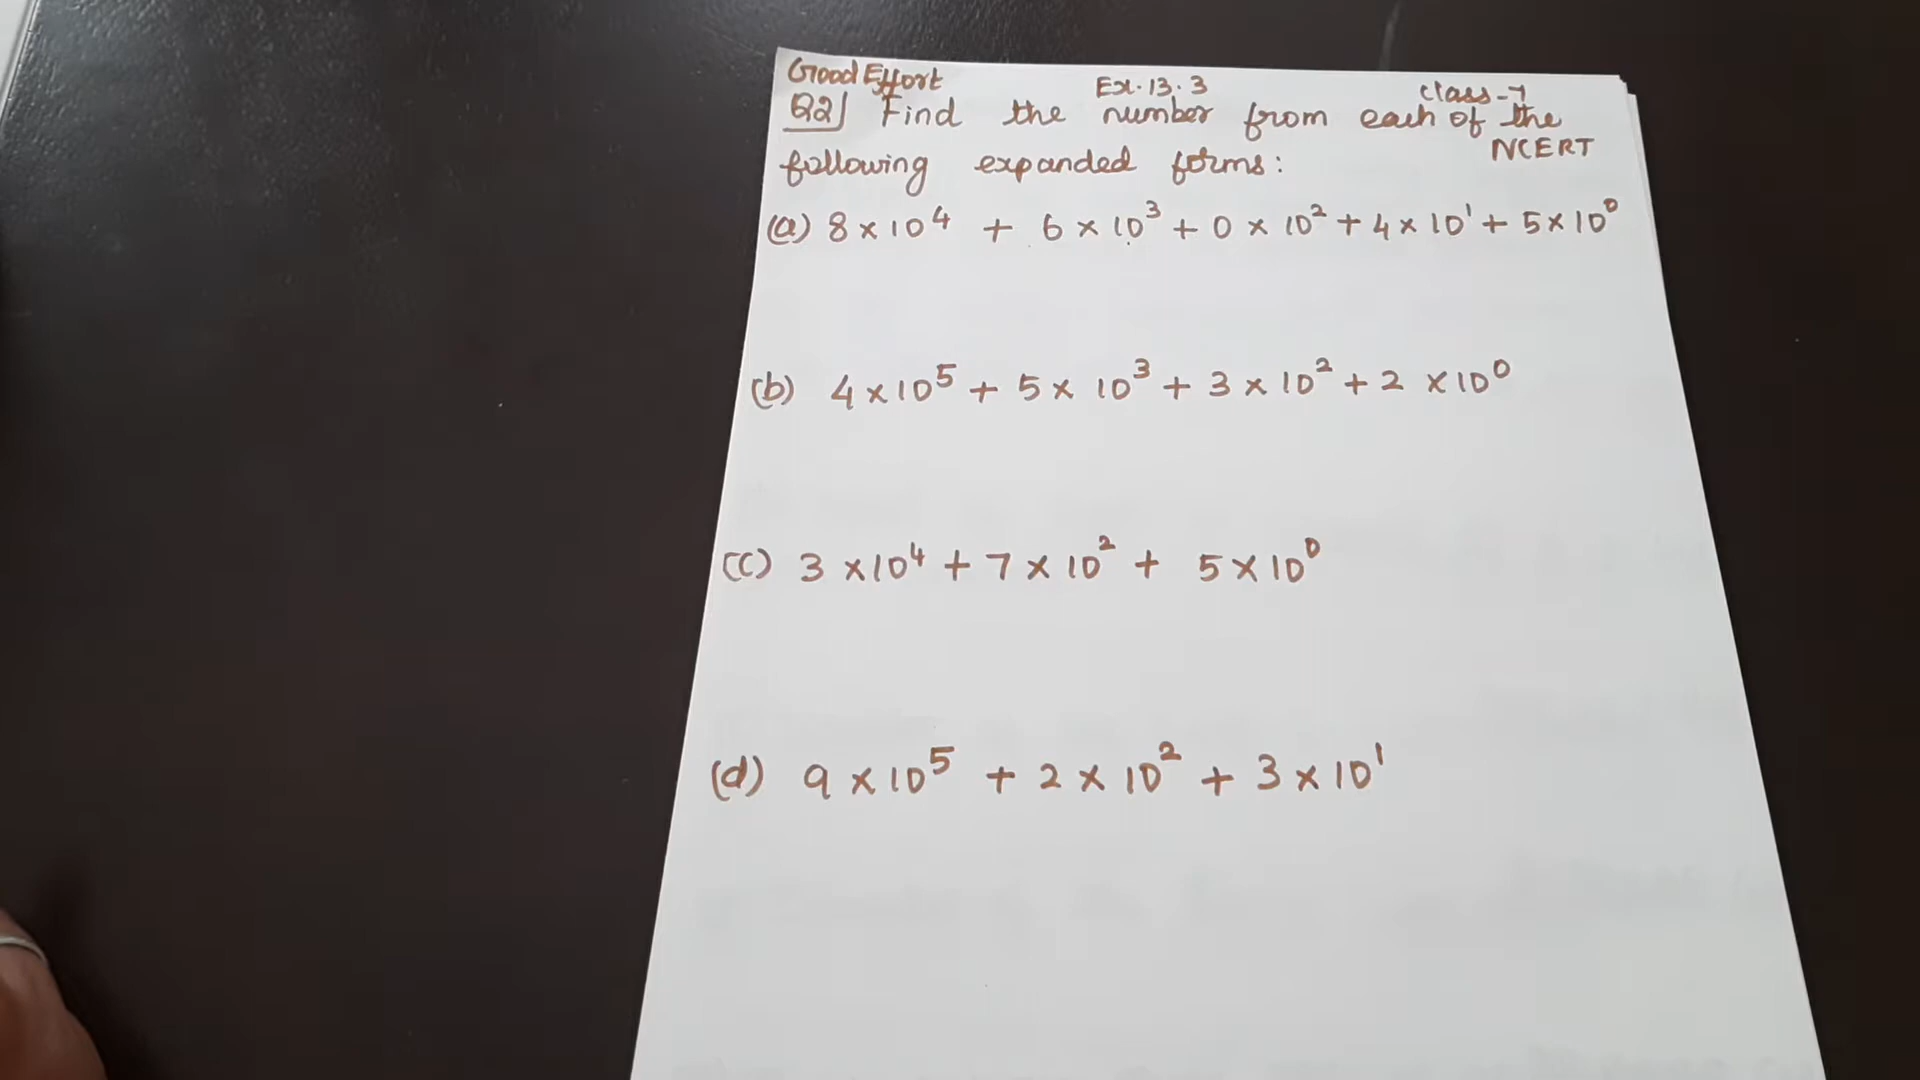 Good Effort Ex. 13.3 Class-7
Q2) Find the number from each of the
NCERT
following expanded forms:
(a) 8 × 10⁴ + 6 × 10³ + 0 × 10² + 4 × 10¹ + 5 × 10⁰
(b) 4 × 10⁵ + 5 × 10³ + 3 × 10² + 2 × 10⁰
(c) 3 × 10⁴ + 7 × 10² + 5 × 10⁰
(d) 9 × 10⁵ + 2 × 10² + 3 × 10¹